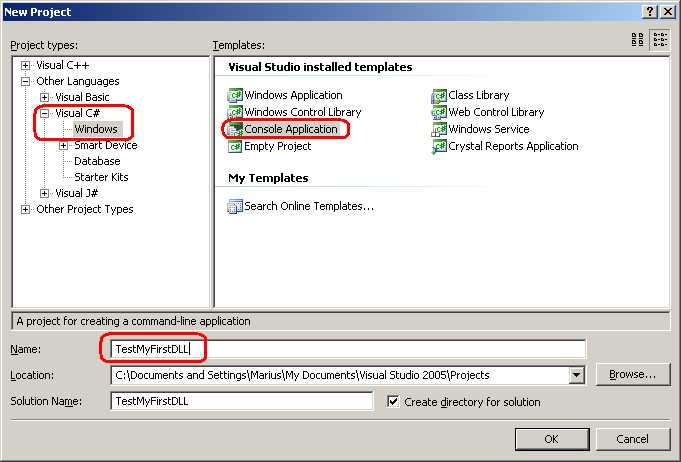 New Project
Project types:
Templates:
Visual C++
Other Languages
Visual Basic
Visual C#
Windows
Smart Device
Database
Starter Kits
Visual J#
Other Project Types
Visual Studio installed templates
Windows Application
Class Library
Windows Control Library
Web Control Library
Console Application
Windows Service
Empty Project
Crystal Reports Application
My Templates
Search Online Templates...
A project for creating a command-line application
Name:
TestMyFirstDLL
Location:
C:\Documents and Settings\Marius\My Documents\Visual Studio 2005\Projects
Browse...
Solution Name:
TestMyFirstDLL
Create directory for solution
OK
Cancel